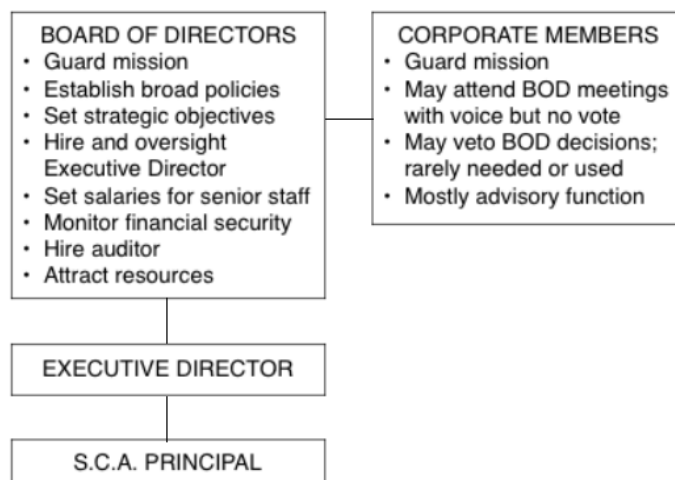 BOARD OF DIRECTORS
• Guard mission
• Establish broad policies
• Set strategic objectives
• Hire and oversight
Executive Director
• Set salaries for senior staff
• Monitor financial security
• Hire auditor
• Attract resources
CORPORATE MEMBERS
• Guard mission
• May attend BOD meetings
with voice but no vote
• May veto BOD decisions;
rarely needed or used
• Mostly advisory function
EXECUTIVE DIRECTOR
S.C.A. PRINCIPAL